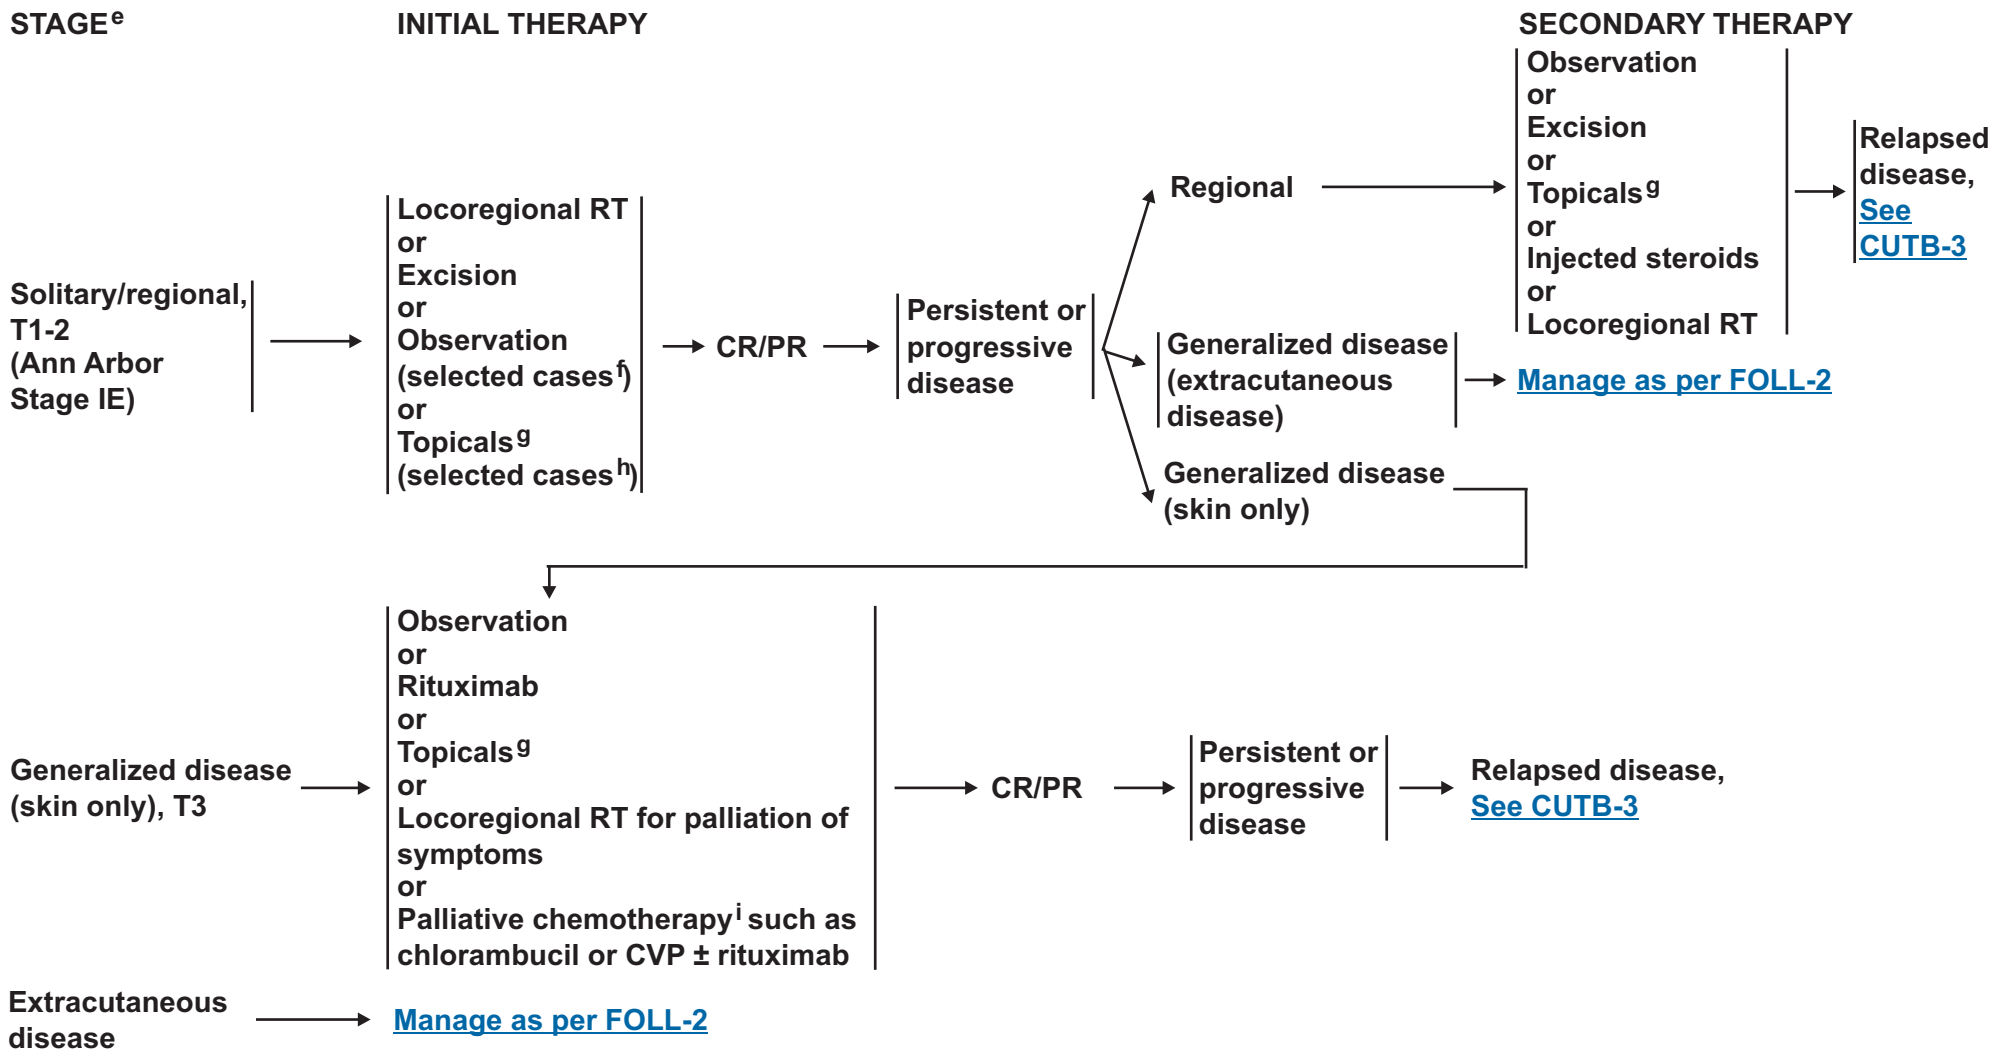 STAGE e
INITIAL THERAPY
SECONDARY THERAPY
Solitary/regional,
T1-2
(Ann Arbor
Stage IE)
Locoregional RT
or
Excision
or
Observation
(selected cases f)
or
Topicals g
(selected cases h)
CR/PR
Persistent or
progressive
disease
Regional
Observation
or
Excision
or
Topicals g
or
Injected steroids
or
Locoregional RT
Relapsed
disease,
See
CUTB-3
Generalized disease
(extracutaneous
disease)
Manage as per FOLL-2
Generalized disease
(skin only)
Generalized disease
(skin only), T3
Observation
or
Rituximab
or
Topicals g
or
Locoregional RT for palliation of
symptoms
or
Palliative chemotherapy i such as
chlorambucil or CVP ± rituximab
CR/PR
Persistent or
progressive
disease
Relapsed disease,
See CUTB-3
Extracutaneous
disease
Manage as per FOLL-2